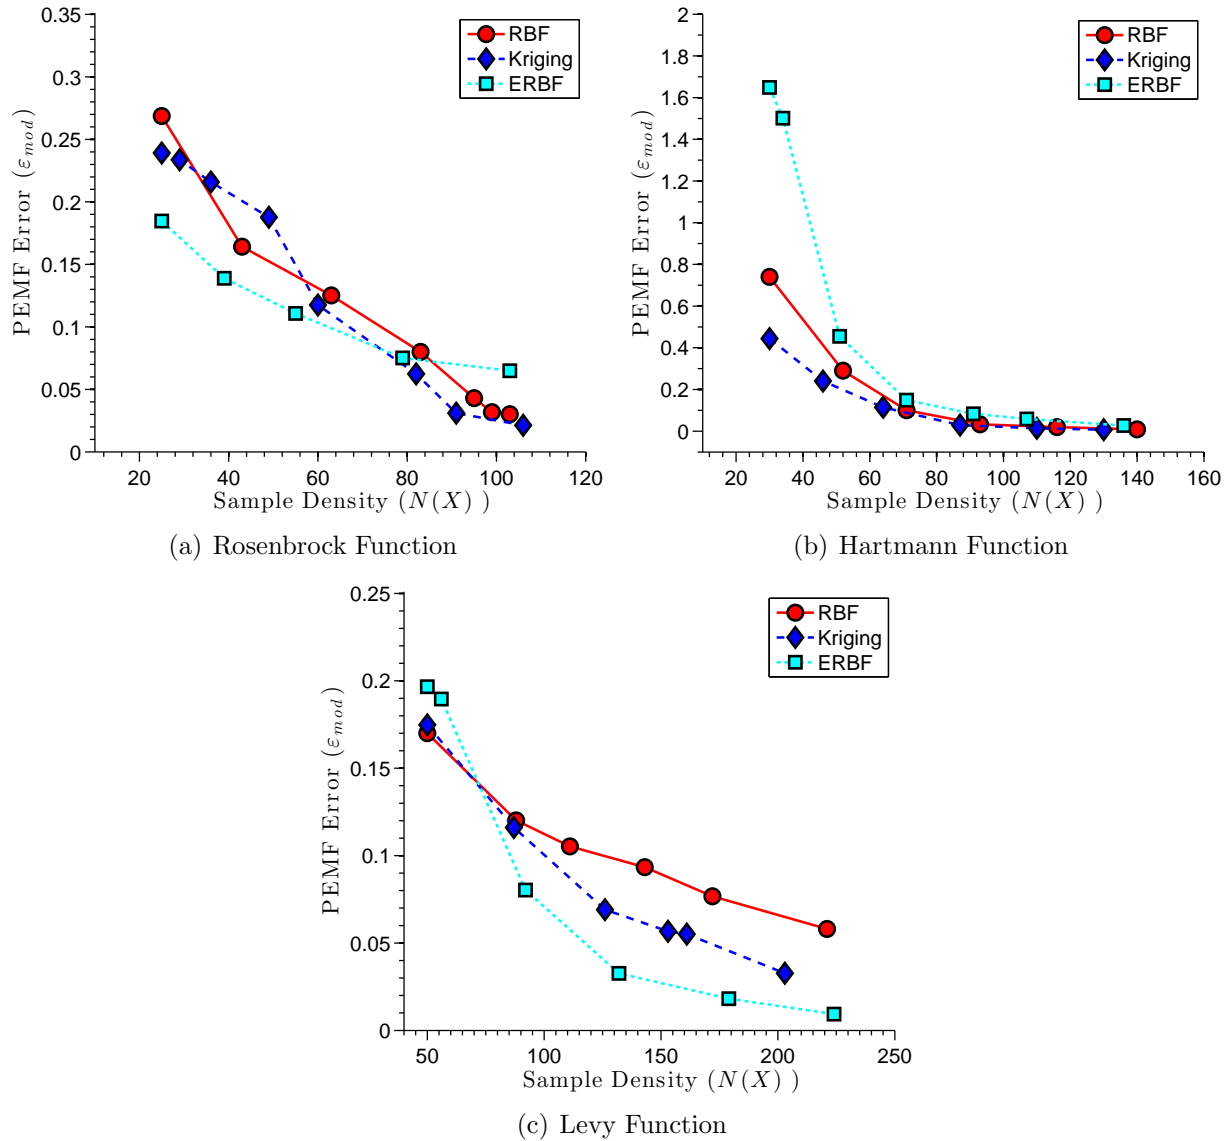 0.35
0.3
0.25
0.2
0.15
0.1
0.05
0
PEMF Error (ε_mod)
RBF
Kriging
ERBF
20 40 60 80 100 120
Sample Density (N(X) )
(a) Rosenbrock Function
2
1.8
1.6
1.4
1.2
1
0.8
0.6
0.4
0.2
0
PEMF Error (ε_mod)
RBF
Kriging
ERBF
20 40 60 80 100 120 140 160
Sample Density (N(X) )
(b) Hartmann Function
0.25
0.2
0.15
0.1
0.05
0
PEMF Error (ε_mod)
RBF
Kriging
ERBF
50 100 150 200 250
Sample Density (N(X) )
(c) Levy Function